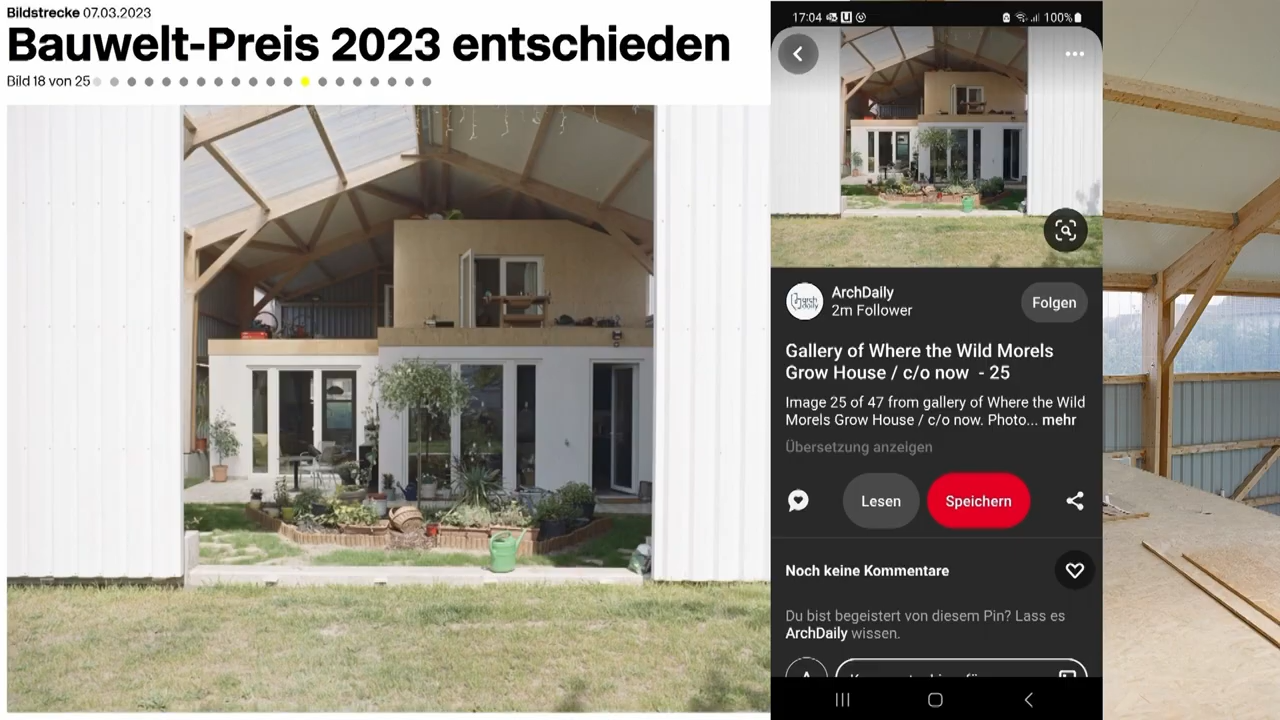 Bildstrecke 07.03.2023
Bauwelt-Preis 2023 entschieden
Bild 18 von 25
17:04
100%
arch
daily
ArchDaily
2m Follower
Folgen
Gallery of Where the Wild Morels
Grow House / c/o now - 25
Image 25 of 47 from gallery of Where the Wild
Morels Grow House / c/o now. Photo... mehr
Übersetzung anzeigen
Lesen
Speichern
Noch keine Kommentare
Du bist begeistert von diesem Pin? Lass es
ArchDaily wissen.